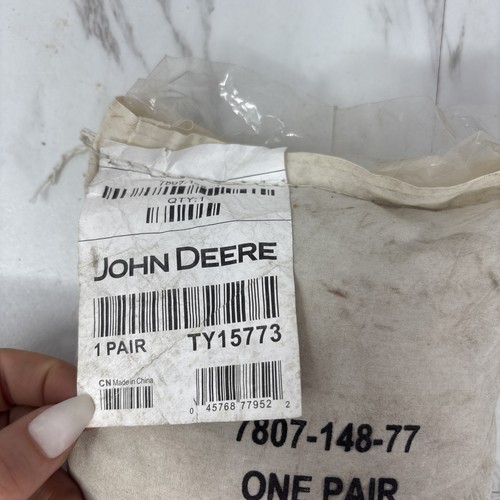 QTY: 1
JOHN DEERE
1 PAIR TY15773
CN Made in China
0 45768 77952 2
7807-148-77
ONE PAIR